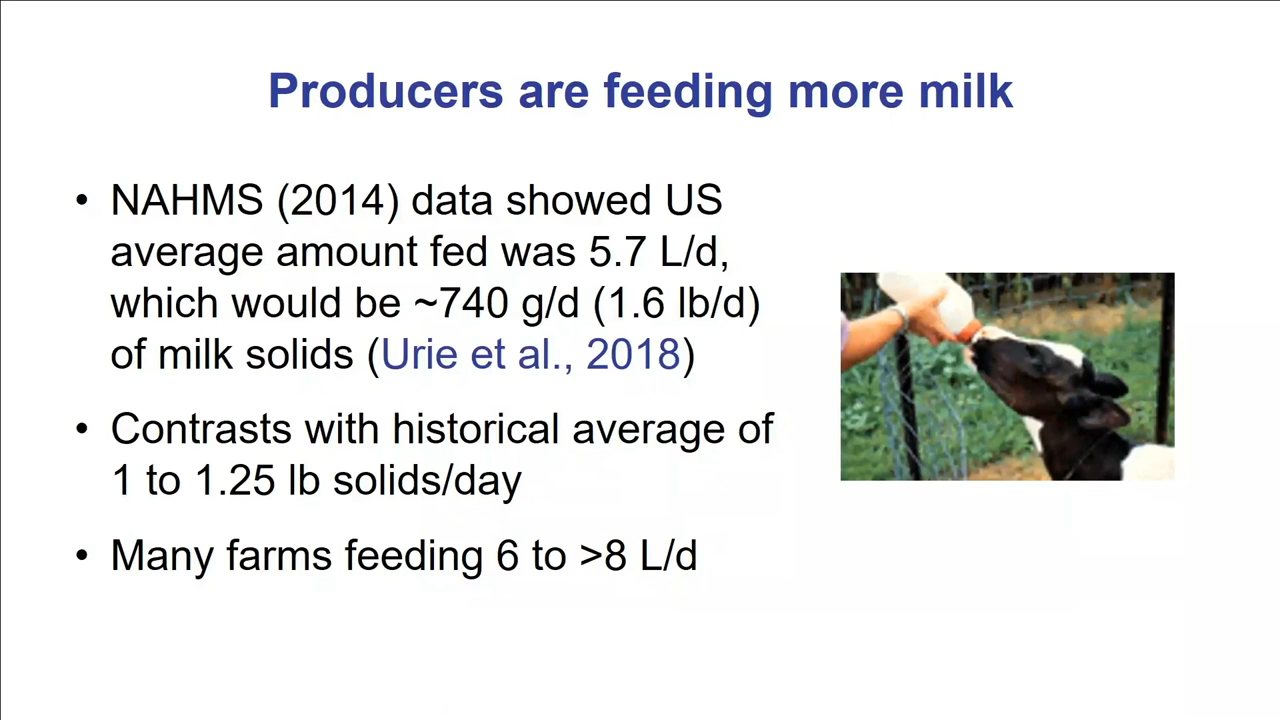 Producers are feeding more milk
• NAHMS (2014) data showed US
average amount fed was 5.7 L/d,
which would be ~740 g/d (1.6 lb/d)
of milk solids (Urie et al., 2018)
• Contrasts with historical average of
1 to 1.25 lb solids/day
• Many farms feeding 6 to >8 L/d